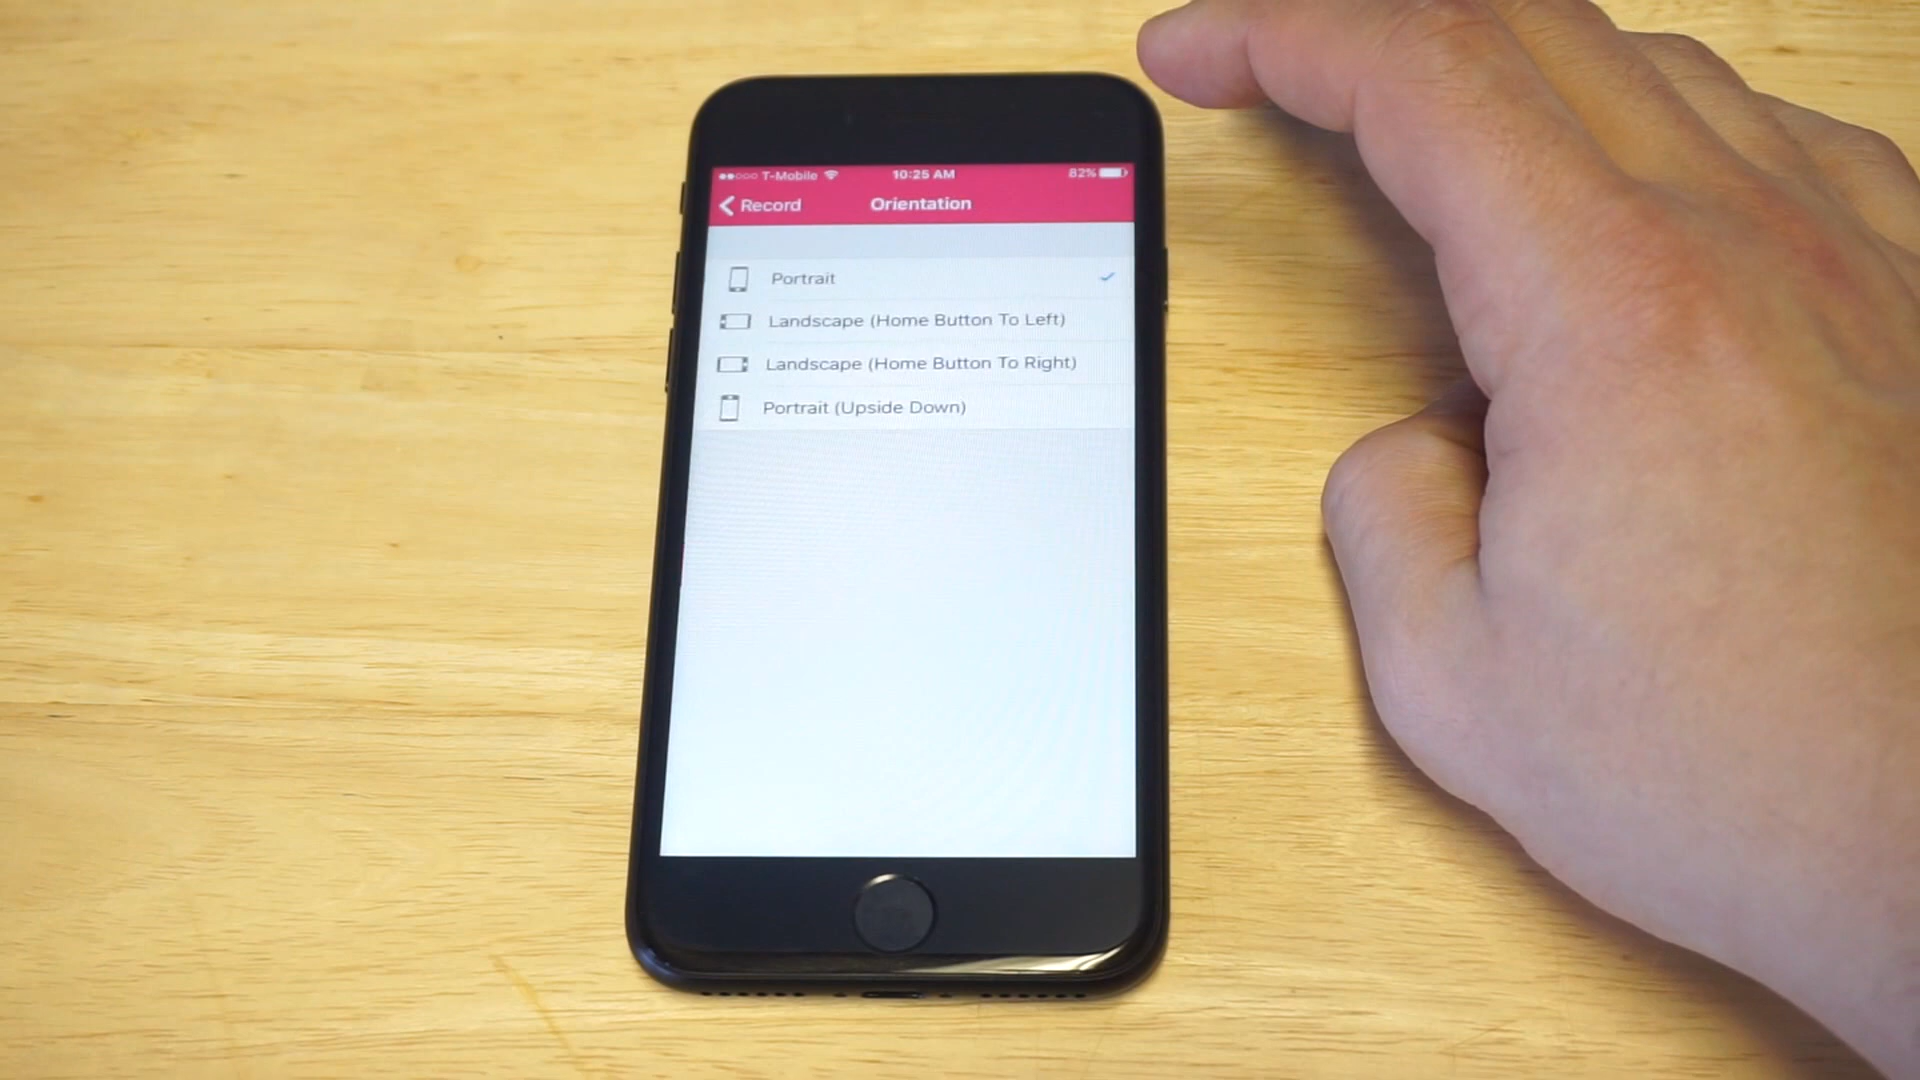 T-Mobile 10:25 AM 82%
Record Orientation
Portrait
Landscape (Home Button To Left)
Landscape (Home Button To Right)
Portrait (Upside Down)